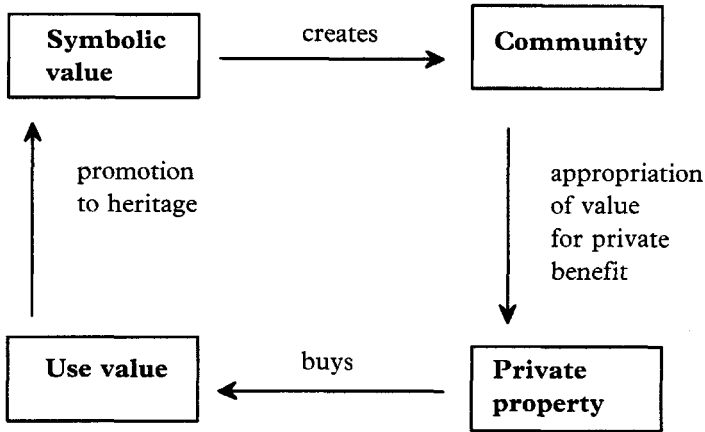 Symbolic
value
creates
Community
promotion
to heritage
appropriation
of value
for private
benefit
Use value
buys
Private
property